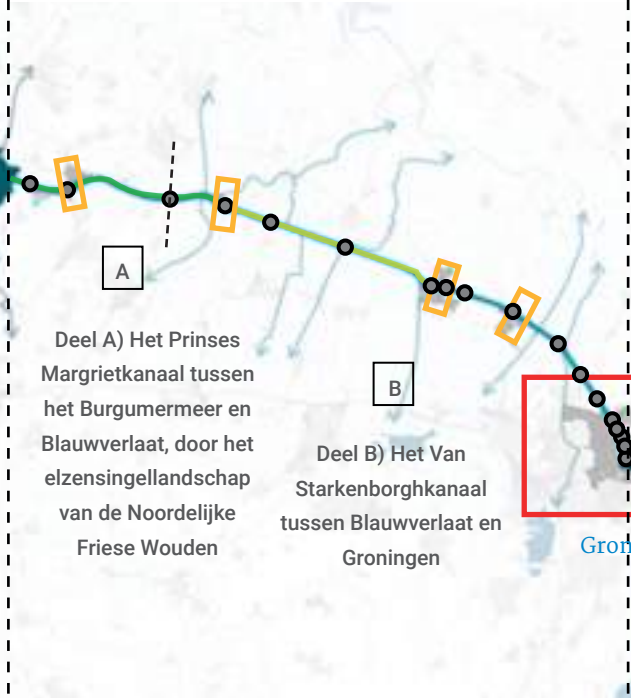 A
Deel A) Het Prinses
Margrietkanaal tussen
het Burgumermeer en
Blauwverlaat, door het
elzensingellandschap
van de Noordelijke
Friese Wouden
B
Deel B) Het Van
Starkenborghkanaal
tussen Blauwverlaat en
Groningen
Gron